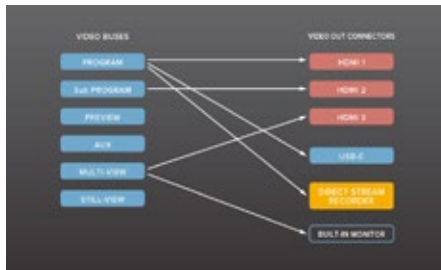 VIDEO BUSES
VIDEO OUT CONNECTORS
PROGRAM
HDMI 1
Sub PROGRAM
HDMI 2
PREVIEW
HDMI 3
AUX
USB-C
MULTI-VIEW
DIRECT STREAM
RECORDER
STILL-VIEW
BUILT-IN MONITOR